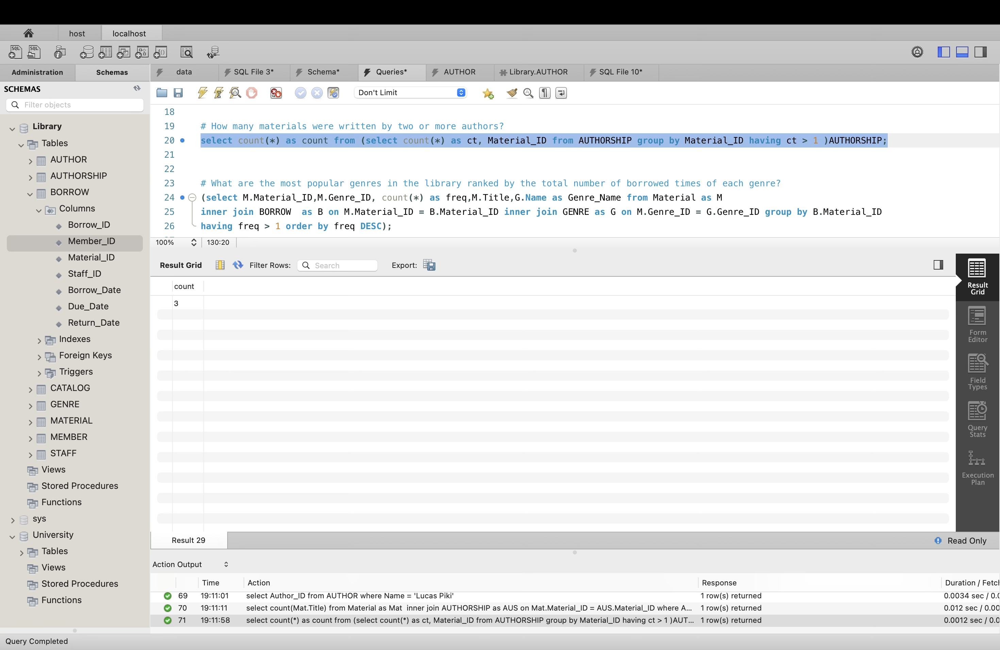 host
localhost
Administration
Schemas
data
SQL File 3*
Schema*
Queries*
AUTHOR
Library.AUTHOR
SQL File 10*
SCHEMAS
Filter objects
Library
Tables
AUTHOR
AUTHORSHIP
BORROW
Columns
Borrow_ID
Member_ID
Material_ID
Staff_ID
Borrow_Date
Due_Date
Return_Date
Indexes
Foreign Keys
Triggers
CATALOG
GENRE
MATERIAL
MEMBER
STAFF
Views
Stored Procedures
Functions
sys
University
Tables
Views
Stored Procedures
Functions
Don't Limit
18
19 # How many materials were written by two or more authors?
20 select count(*) as count from (select count(*) as ct, Material_ID from AUTHORSHIP group by Material_ID having ct > 1 )AUTHORSHIP;
21
22
23 # What are the most popular genres in the library ranked by the total number of borrowed times of each genre?
24 (select M.Material_ID,M.Genre_ID, count(*) as freq,M.Title,G.Name as Genre_Name from Material as M
25 inner join BORROW  as B on M.Material_ID = B.Material_ID inner join GENRE as G on M.Genre_ID = G.Genre_ID group by B.Material_ID
26 having freq > 1 order by freq DESC);
100%
130:20
Result Grid
Filter Rows:
Search
Export:
count
3
Result
Grid
Form
Editor
Field
Types
Query
Stats
Execution
Plan
Result 29
Read Only
Action Output
Time Action Response Duration / Fetch
69 19:11:01 select Author_ID from AUTHOR where Name = 'Lucas Piki' 1 row(s) returned 0.0034 sec / 0.0
70 19:11:11 select count(Mat.Title) from Material as Mat  inner join AUTHORSHIP as AUS on Mat.Material_ID = AUS.Material_ID where A... 1 row(s) returned 0.012 sec / 0.00
71 19:11:58 select count(*) as count from (select count(*) as ct, Material_ID from AUTHORSHIP group by Material_ID having ct > 1 )AUT... 1 row(s) returned 0.0012 sec / 0.0
Query Completed